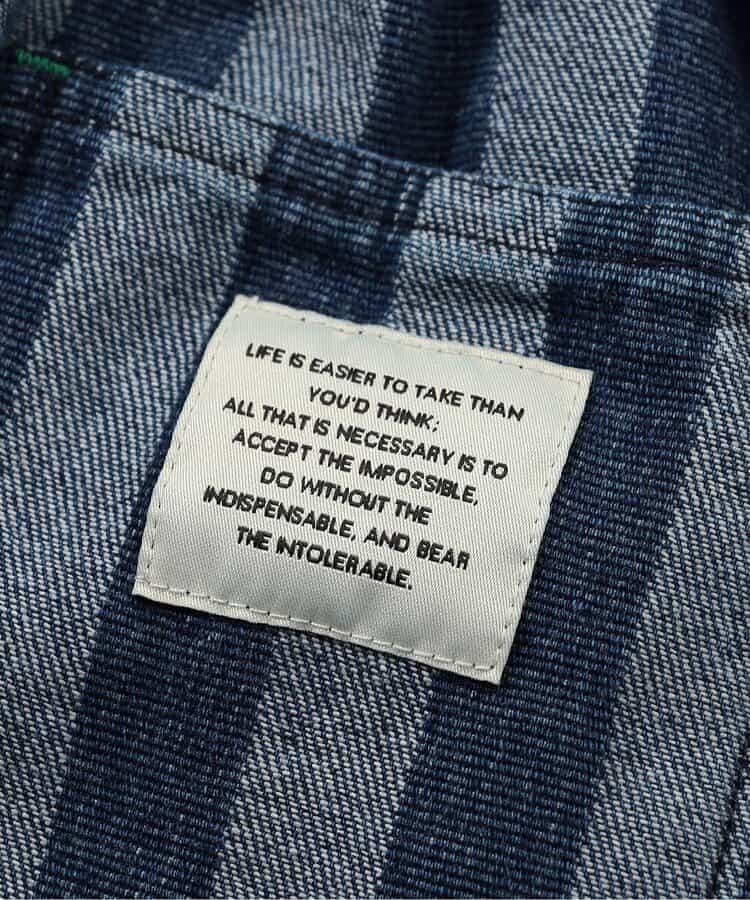 LIFE IS EASIER TO TAKE THAN
YOU'D THINK;
ALL THAT IS NECESSARY IS TO
ACCEPT THE IMPOSSIBLE,
DO WITHOUT THE
INDISPENSABLE, AND BEAR
THE INTOLERABLE.